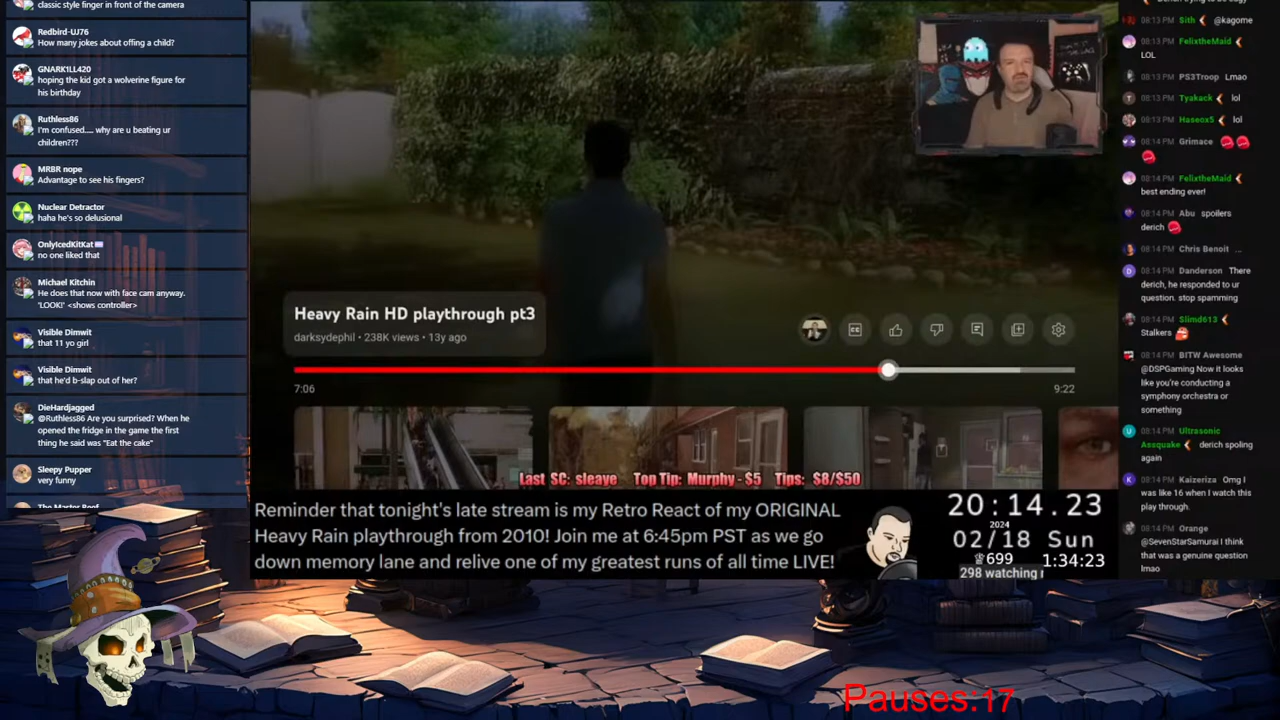 classic style finger in front of the camera
Redbird-UJ76
How many jokes about offing a child?
GNARK1LL420
hoping the kid got a wolverine figure for
his birthday
Ruthless86
I'm confused.... why are u beating ur
children???
MRBR nope
Advantage to see his fingers?
Nuclear Detractor
haha he's so delusional
OnlyIcedKitKat
no one liked that
Michael Kitchin
He does that now with face cam anyway.
'LOOK!' <shows controller>
Visible Dimwit
that 11 yo girl
Visible Dimwit
that he'd b-slap out of her?
DieHardjagged
@Ruthless86 Are you surprised? When he
opened the fridge in the game the first
thing he said was "Eat the cake"
Sleepy Pupper
very funny
Heavy Rain HD playthrough pt3
darksydephil • 238K views • 13y ago
CC
7:06
9:22
Last SC: sleave Top Tip: Murphy - $5 Tips: $8/$50
Reminder that tonight's late stream is my Retro React of my ORIGINAL
Heavy Rain playthrough from 2010! Join me at 6:45pm PST as we go
down memory lane and relive one of my greatest runs of all time LIVE!
20:14.23
2024
02/18 Sun
699
1:34:23
298 watching
08:13 PM Sith @kagome
08:13 PM FelixtheMaid
LOL
08:13 PM PS3Troop Lmao
08:13 PM Tyakack lol
08:13 PM Haseox5 lol
08:14 PM Grimace
08:14 PM FelixtheMaid
best ending ever!
08:14 PM Abu spoilers
derich
08:14 PM Chris Benoit ...
08:14 PM Danderson There
derich, he responded to ur
question. stop spamming
08:14 PM Slimd613
Stalkers
08:14 PM BITW Awesome
@DSPGaming Now it looks
like you're conducting a
symphony orchestra or
something
08:14 PM Ultrasonic
Assquake derich spoling
again
08:14 PM Kaizeriza Omg I
was like 16 when I watch this
play through.
08:14 PM Orange
@SevenStarSamurai I think
that was a genuine question
lmao
Pauses:17